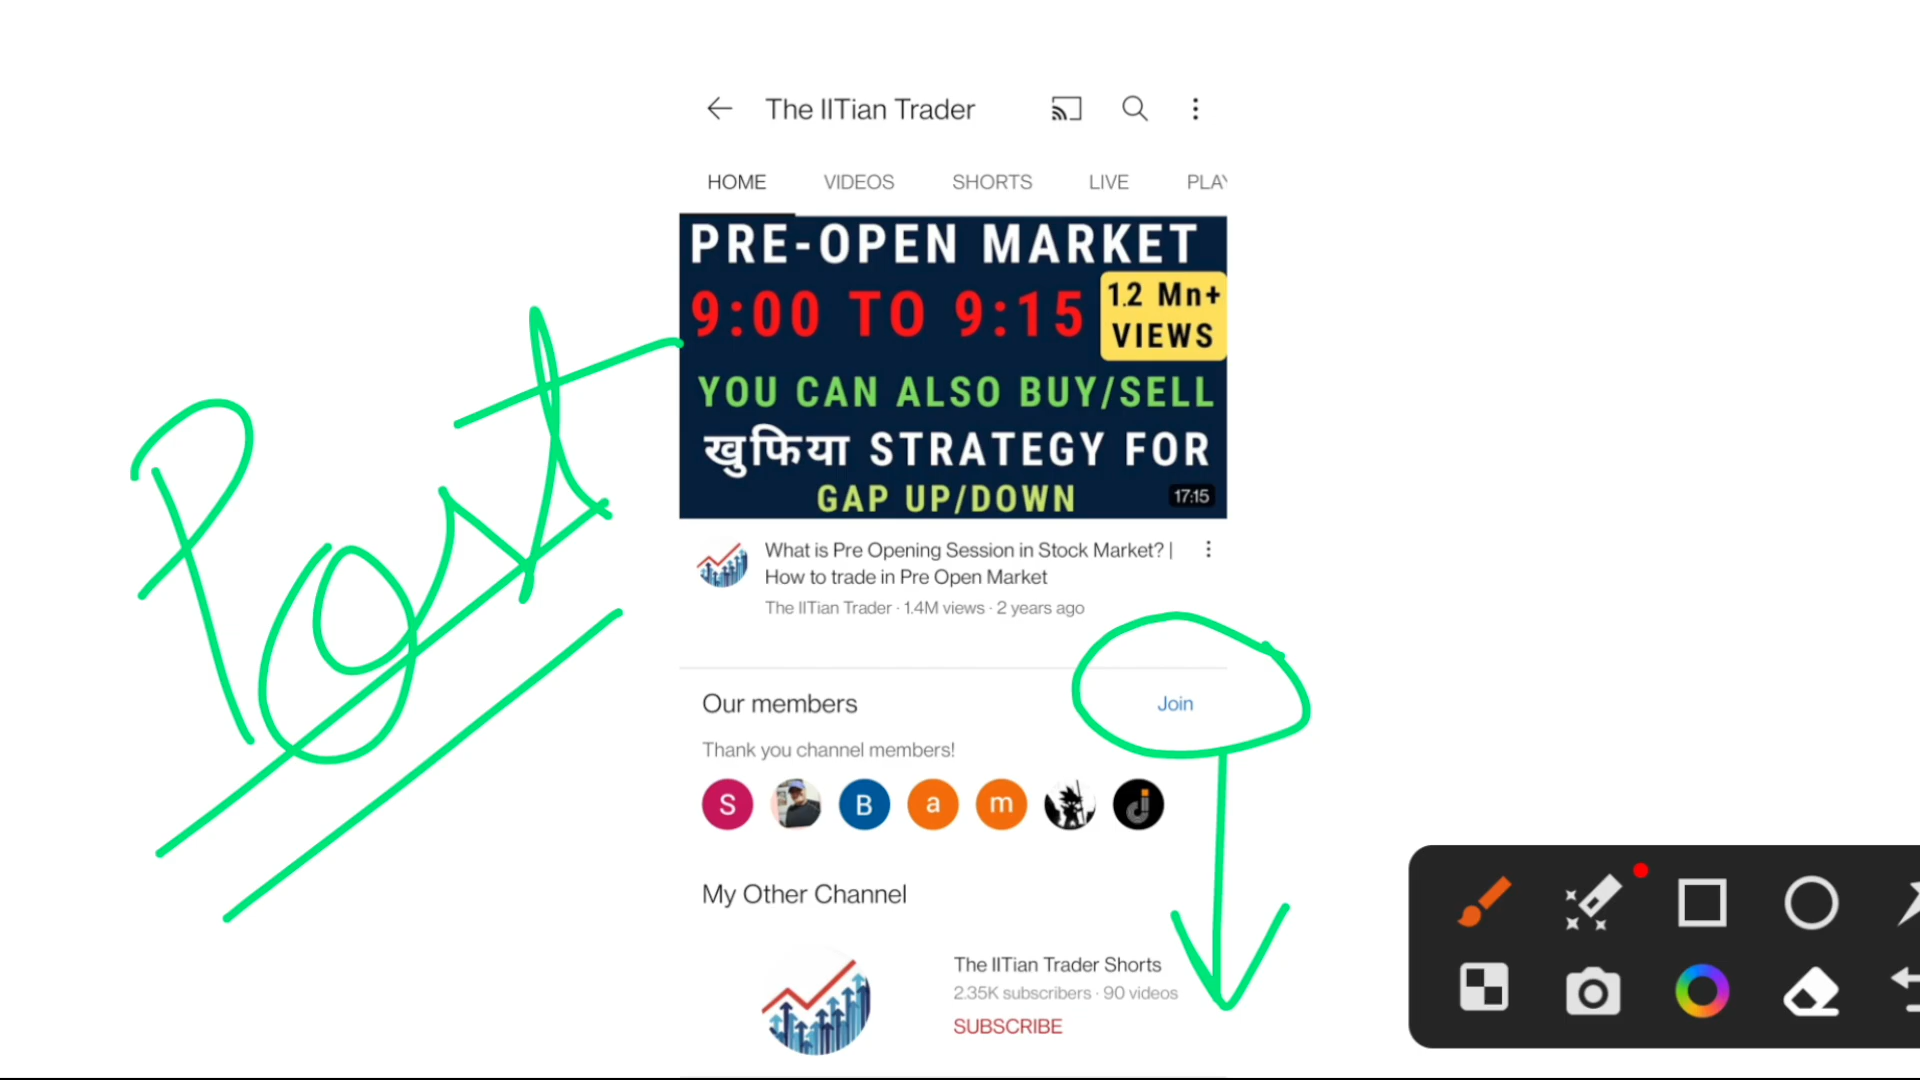 The IITian Trader
HOME VIDEOS SHORTS LIVE PLAY
PRE-OPEN MARKET
9:00 TO 9:15
1.2 Mn+
VIEWS
YOU CAN ALSO BUY/SELL
खुफिया STRATEGY FOR
GAP UP/DOWN
17:15
What is Pre Opening Session in Stock Market? |
How to trade in Pre Open Market
The IITian Trader · 1.4M views · 2 years ago
Post
Our members
Join
Thank you channel members!
S B a m
My Other Channel
The IITian Trader Shorts
2.35K subscribers · 90 videos
SUBSCRIBE